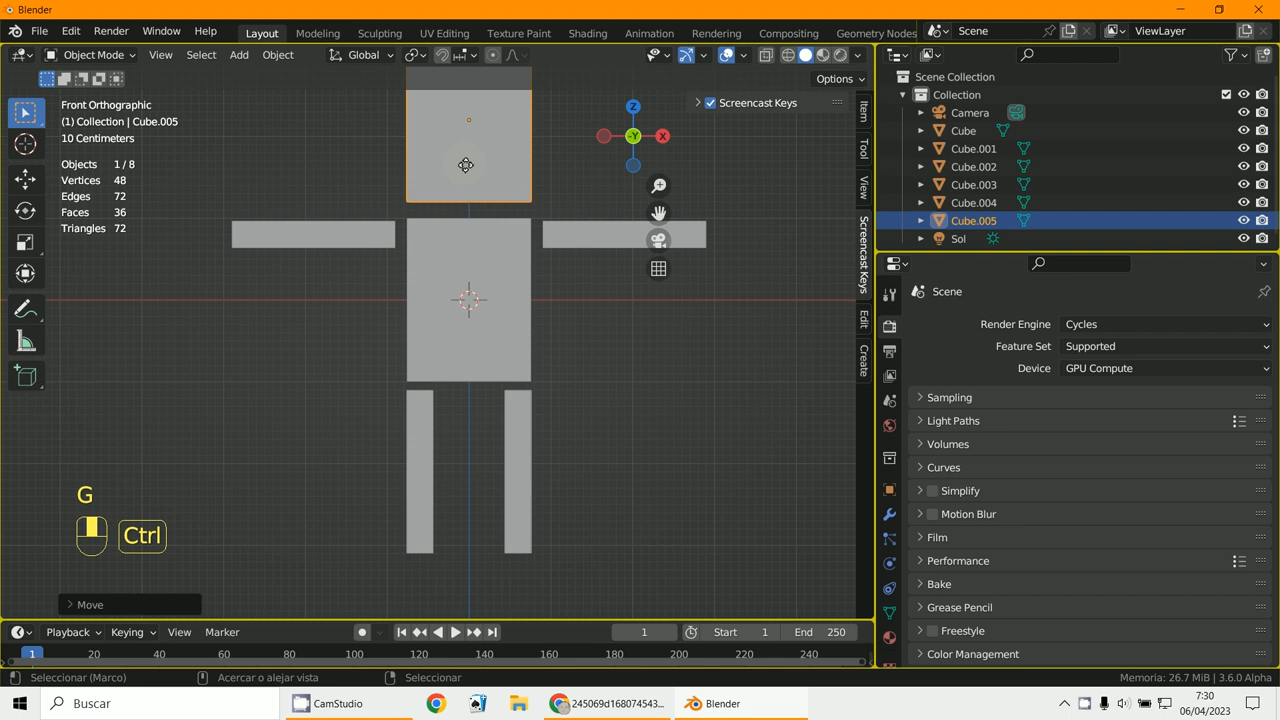 Blender
File Edit Render Window Help
Layout Modeling Sculpting UV Editing Texture Paint Shading Animation Rendering Compositing Geometry Nodes
Scene
ViewLayer
Object Mode View Select Add Object
Global
Options
Front Orthographic
(1) Collection | Cube.005
10 Centimeters
Objects 1 / 8
Vertices 48
Edges 72
Faces 36
Triangles 72
Screencast Keys
Z
X
-Y
Item
Tool
View
Screencast Keys
Edit
Create
G
Ctrl
Move
Scene Collection
Collection
Camera
Cube
Cube.001
Cube.002
Cube.003
Cube.004
Cube.005
Sol
Scene
Render Engine Cycles
Feature Set Supported
Device GPU Compute
Sampling
Light Paths
Volumes
Curves
Simplify
Motion Blur
Film
Performance
Bake
Grease Pencil
Freestyle
Color Management
Playback Keying View Marker
1 Start 1 End 250
1 20 40 60 80 100 120 140 160 180 200 220 240
Seleccionar (Marco) Acercar o alejar vista Seleccionar
Memoria: 26.7 MiB | 3.6.0 Alpha
Buscar
CamStudio
245069d168074543...
Blender
7:30
06/04/2023